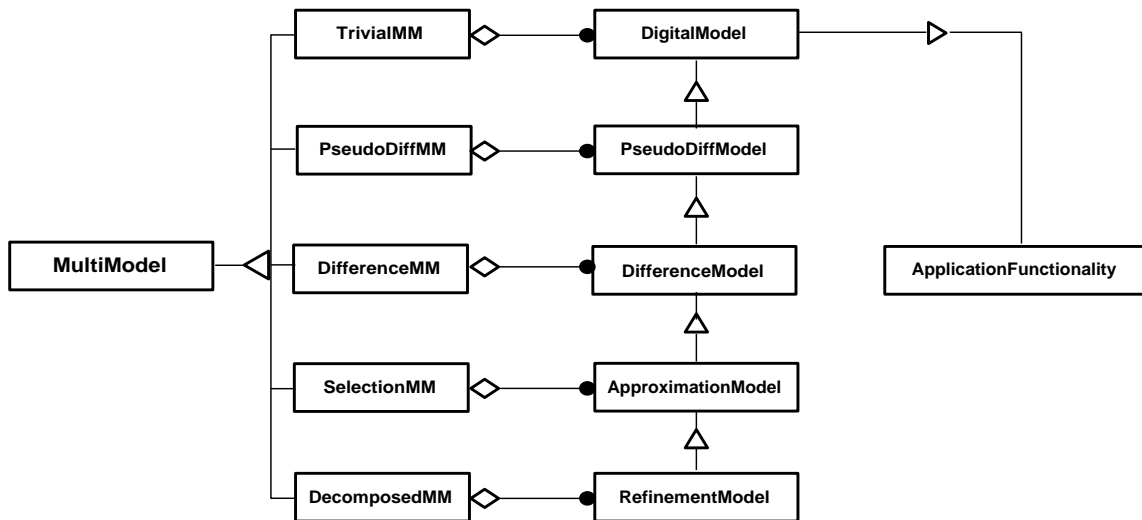 TrivialMM
DigitalModel
PseudoDiffMM
PseudoDiffModel
MultiModel
DifferenceMM
DifferenceModel
ApplicationFunctionality
SelectionMM
ApproximationModel
DecomposedMM
RefinementModel